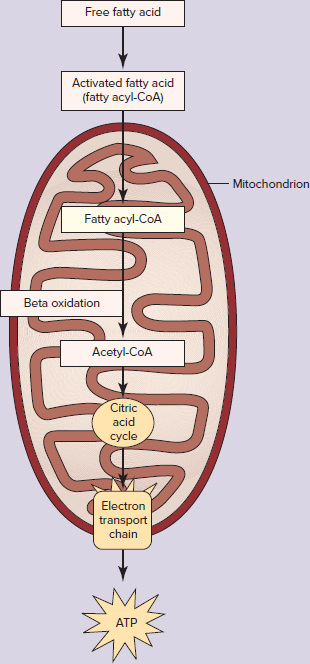 Free fatty acid
Activated fatty acid
(fatty acyl-CoA)
Mitochondrion
Fatty acyl-CoA
Beta oxidation
Acetyl-CoA
Citric
acid
cycle
Electron
transport
chain
ATP